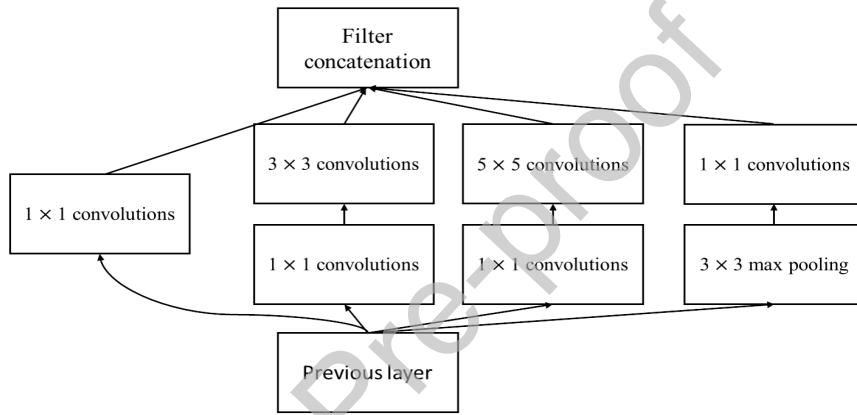 Filter
concatenation
3 × 3 convolutions
5 × 5 convolutions
1 × 1 convolutions
1 × 1 convolutions
1 × 1 convolutions
1 × 1 convolutions
3 × 3 max pooling
Previous layer
Pre-proof